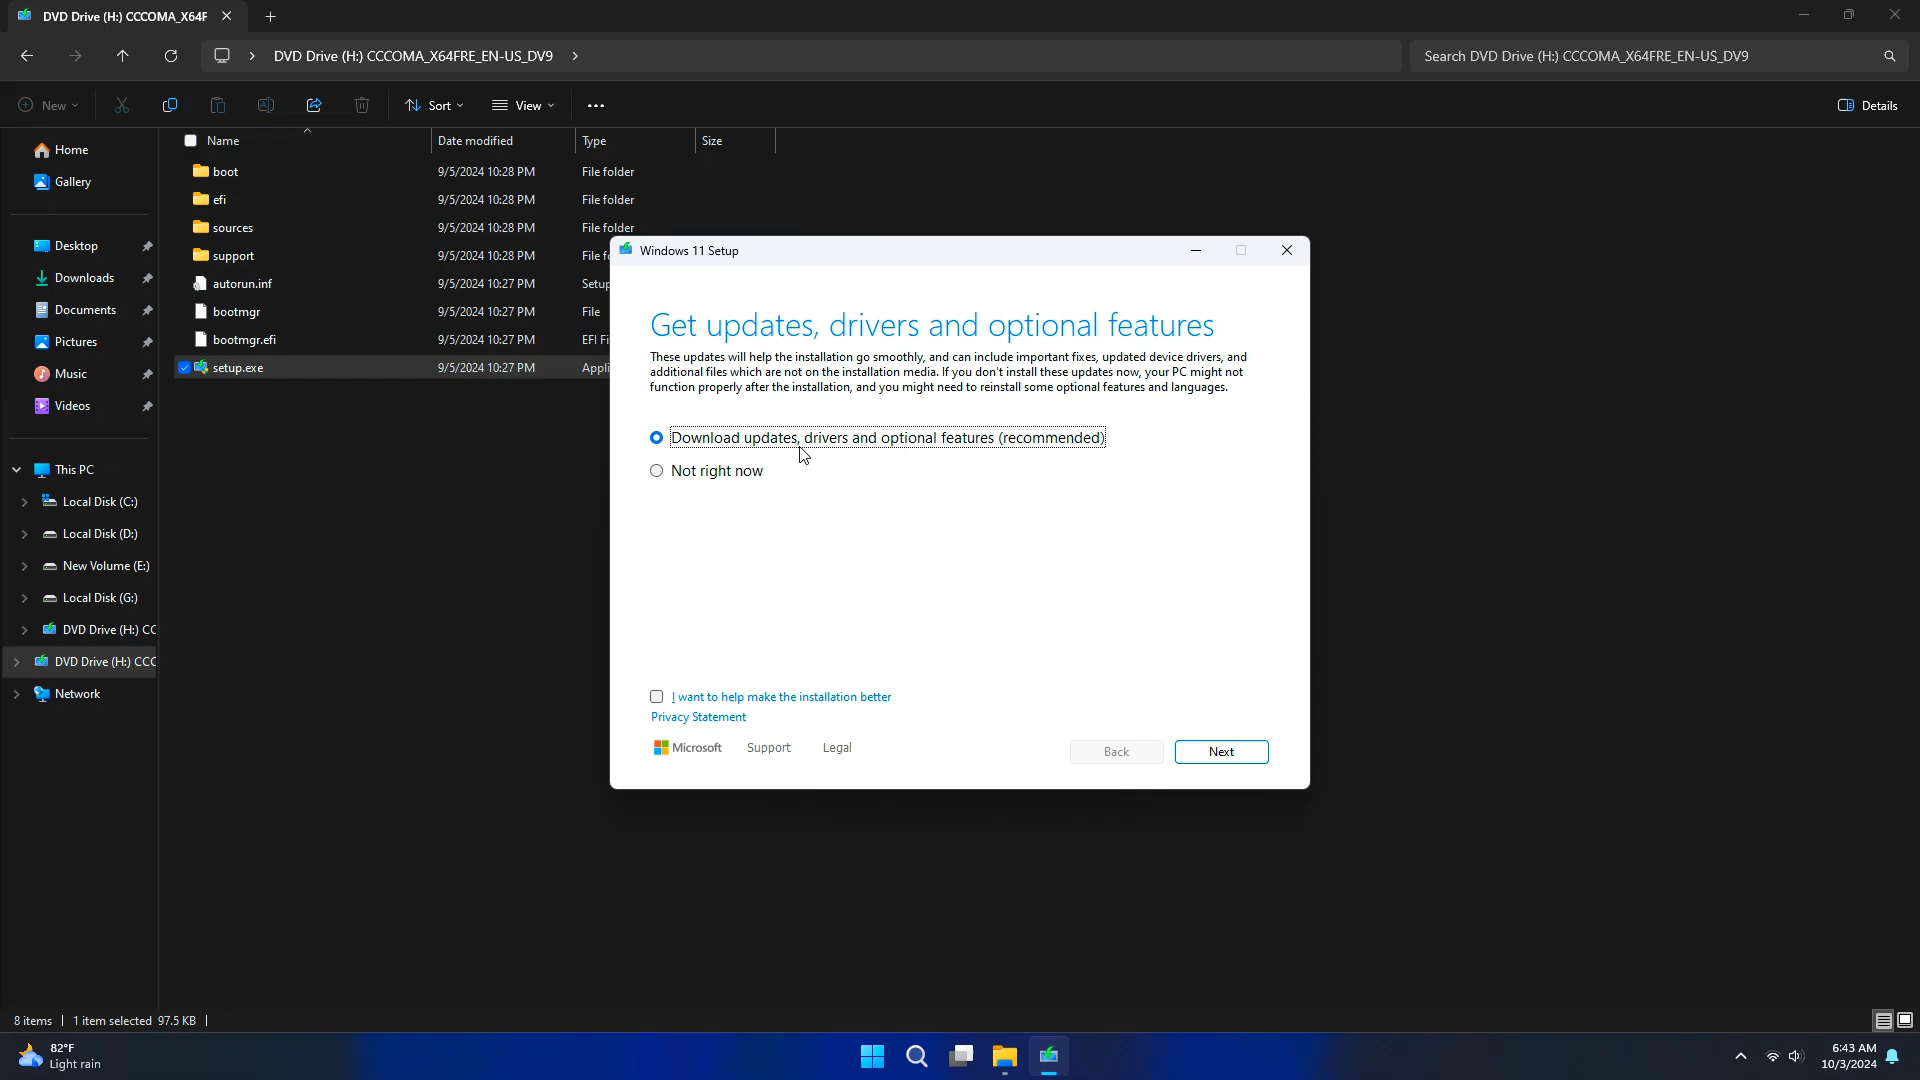 DVD Drive (H:) CCCOMA_X64F
DVD Drive (H:) CCCOMA_X64FRE_EN-US_DV9
Search DVD Drive (H:) CCCOMA_X64FRE_EN-US_DV9
New
Sort
View
Details
Home
Gallery
Desktop
Downloads
Documents
Pictures
Music
Videos
This PC
Local Disk (C:)
Local Disk (D:)
New Volume (E:)
Local Disk (G:)
DVD Drive (H:) CC
DVD Drive (H:) CCC
Network
Name Date modified Type Size
boot 9/5/2024 10:28 PM File folder
efi 9/5/2024 10:28 PM File folder
sources 9/5/2024 10:28 PM File folder
support 9/5/2024 10:28 PM File f
autorun.inf 9/5/2024 10:27 PM Setup
bootmgr 9/5/2024 10:27 PM File
bootmgr.efi 9/5/2024 10:27 PM EFI Fi
setup.exe 9/5/2024 10:27 PM Appli
Windows 11 Setup
Get updates, drivers and optional features
These updates will help the installation go smoothly, and can include important fixes, updated device drivers, and
additional files which are not on the installation media. If you don't install these updates now, your PC might not
function properly after the installation, and you might need to reinstall some optional features and languages.
Download updates, drivers and optional features (recommended)
Not right now
I want to help make the installation better
Privacy Statement
Microsoft Support Legal
Back Next
8 items 1 item selected 97.5 KB
82°F
Light rain
6:43 AM
10/3/2024